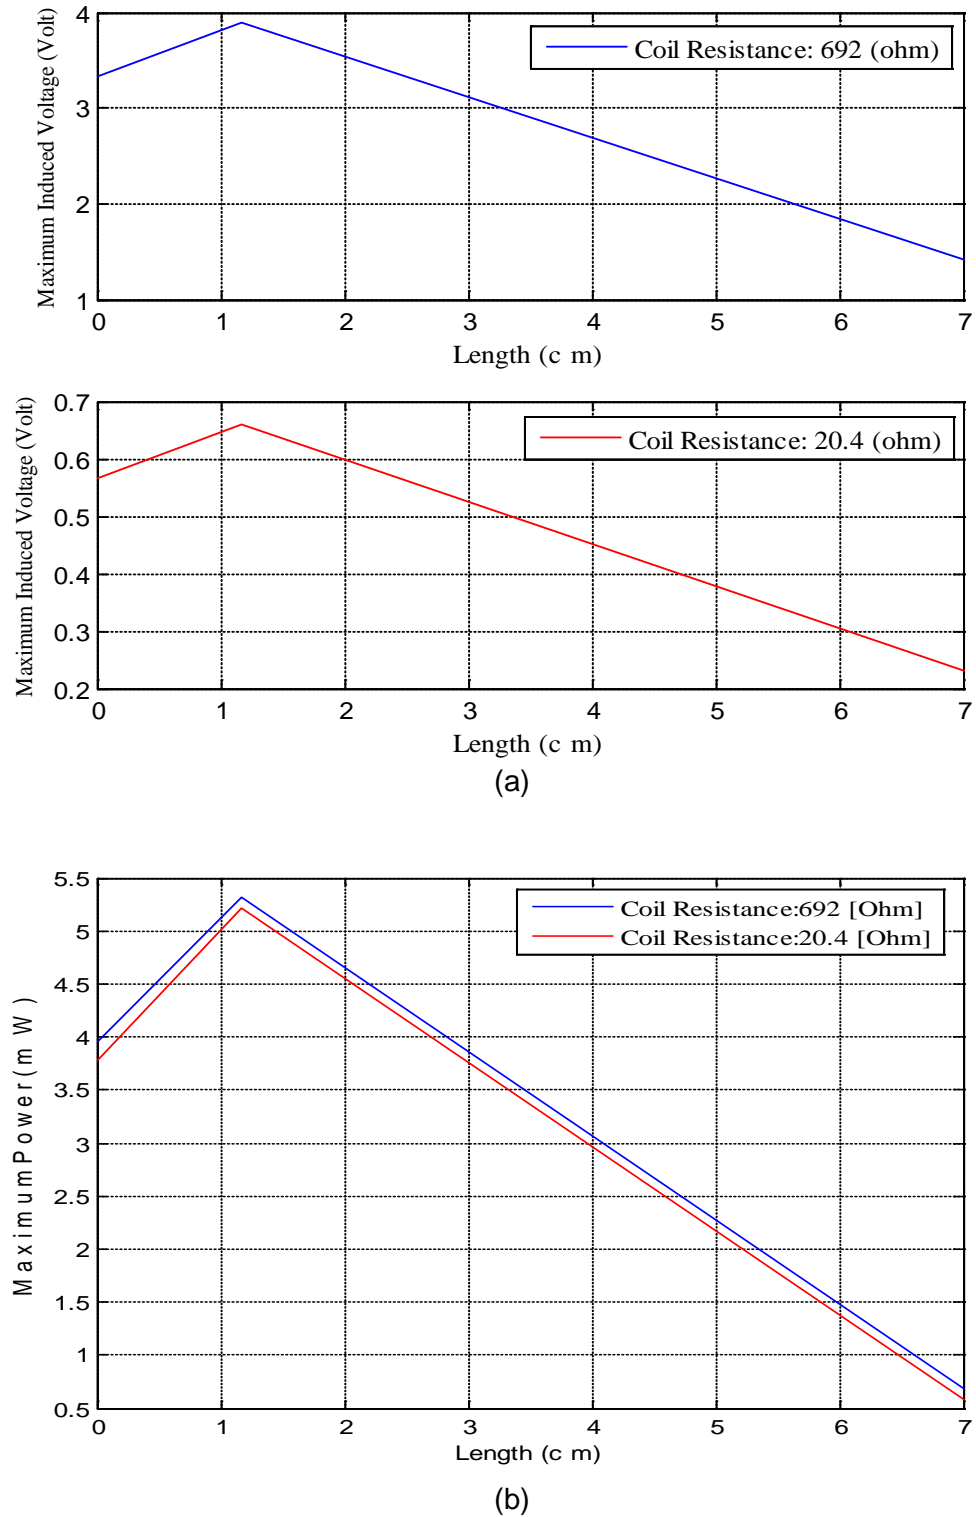 4
3
2
1
Maximum Induced Voltage (Volt)
Coil Resistance: 692 (ohm)
0 1 2 3 4 5 6 7
Length (c m)
0.7
0.6
0.5
0.4
0.3
0.2
Maximum Induced Voltage (Volt)
Coil Resistance: 20.4 (ohm)
0 1 2 3 4 5 6 7
Length (c m)
(a)
5.5
5
4.5
4
3.5
3
2.5
2
1.5
1
0.5
MaximumPower(m W)
Coil Resistance:692 [Ohm]
Coil Resistance:20.4 [Ohm]
0 1 2 3 4 5 6 7
Length (c m)
(b)